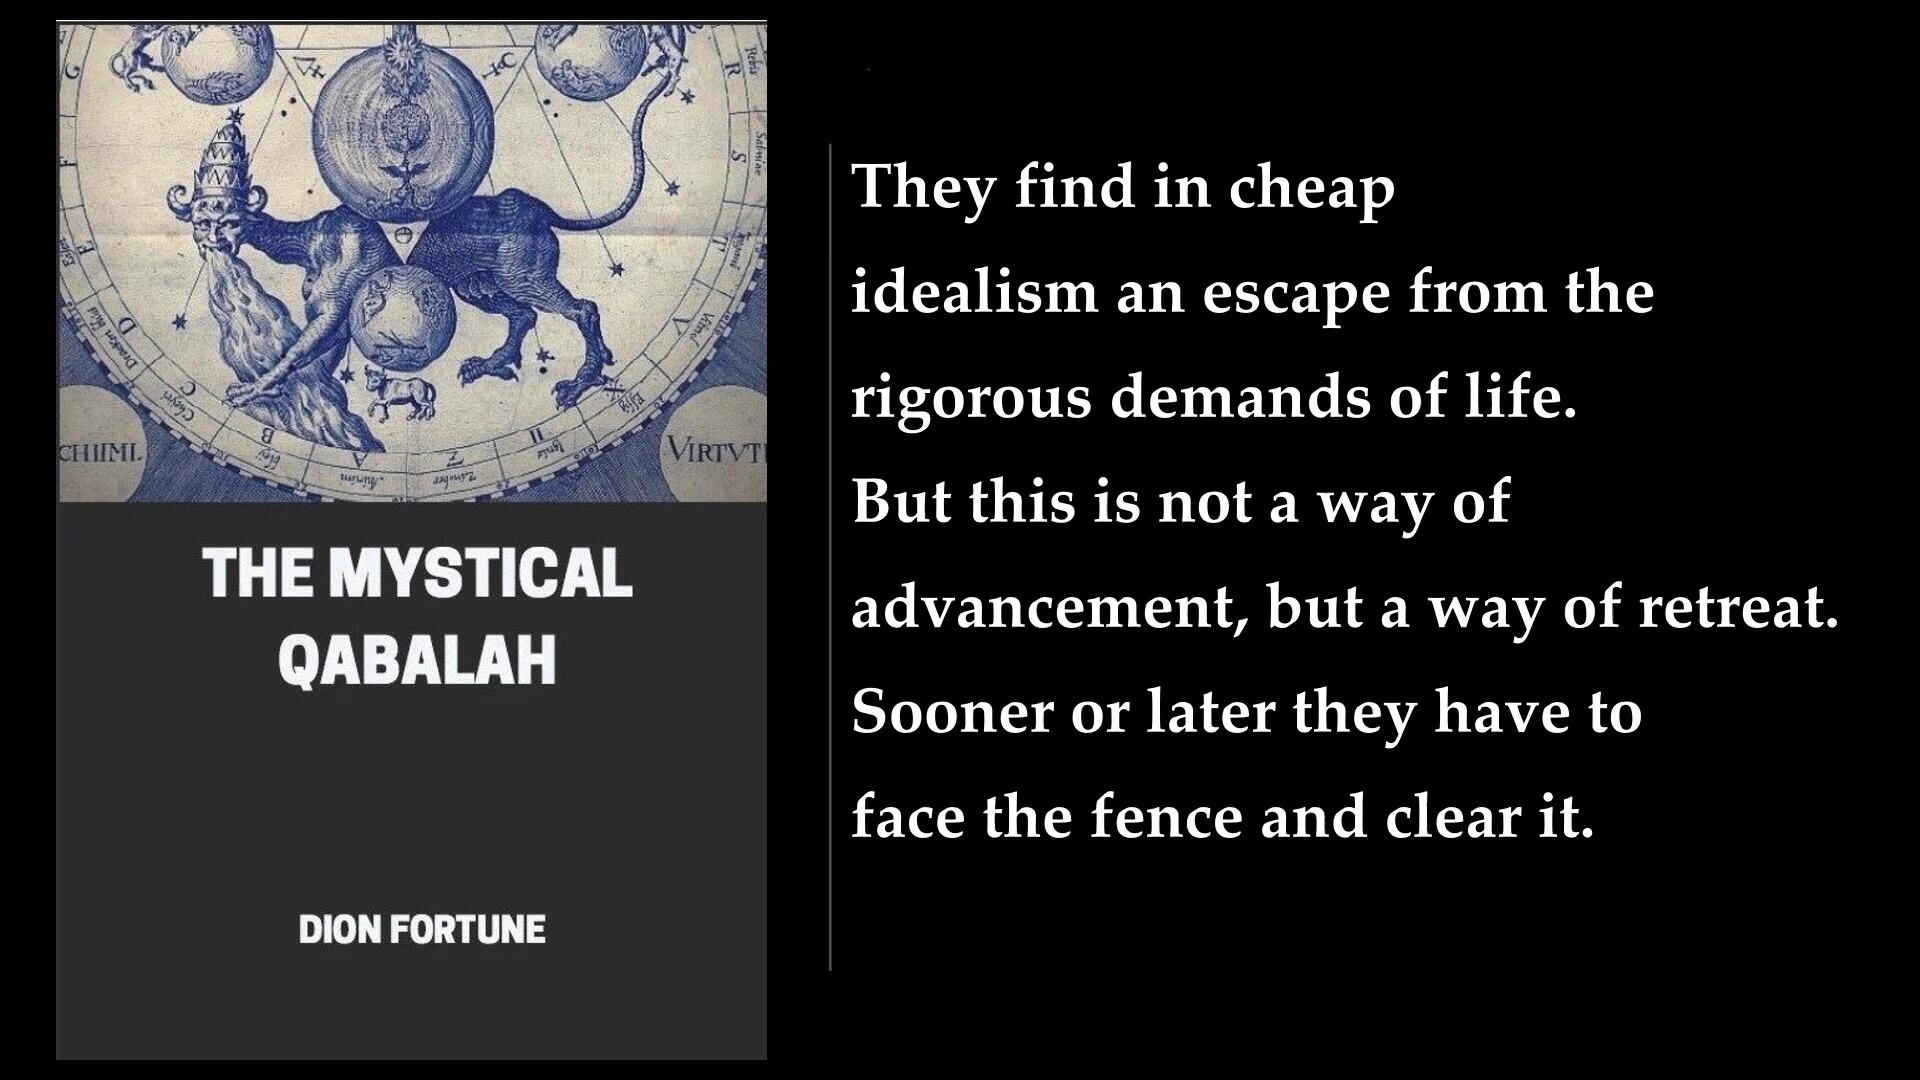 CHIIMI.
VIRTVT
THE MYSTICAL
QABALAH
DION FORTUNE
They find in cheap
idealism an escape from the
rigorous demands of life.
But this is not a way of
advancement, but a way of retreat.
Sooner or later they have to
face the fence and clear it.